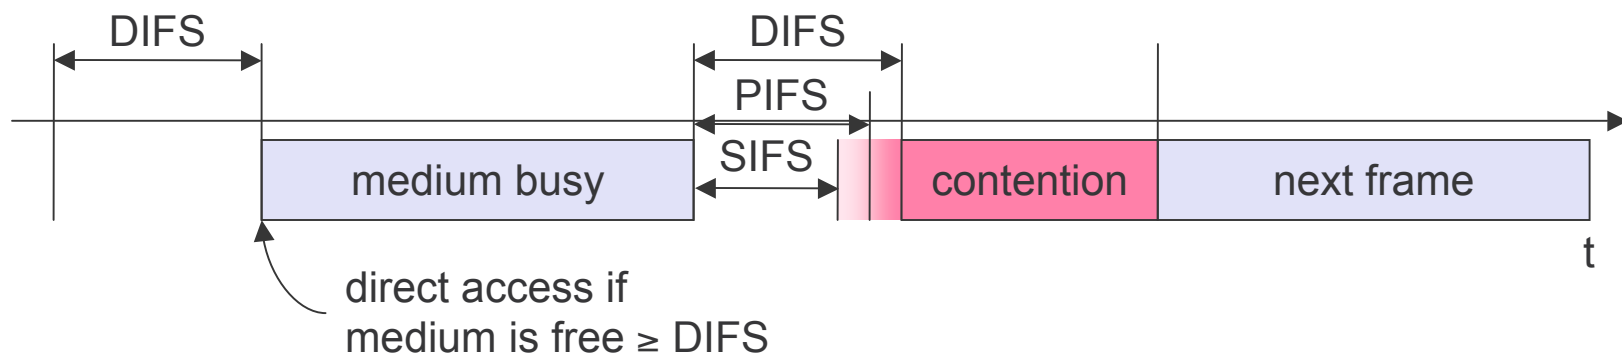 DIFS
DIFS
PIFS
SIFS
medium busy
contention
next frame
t
direct access if
medium is free ≥ DIFS